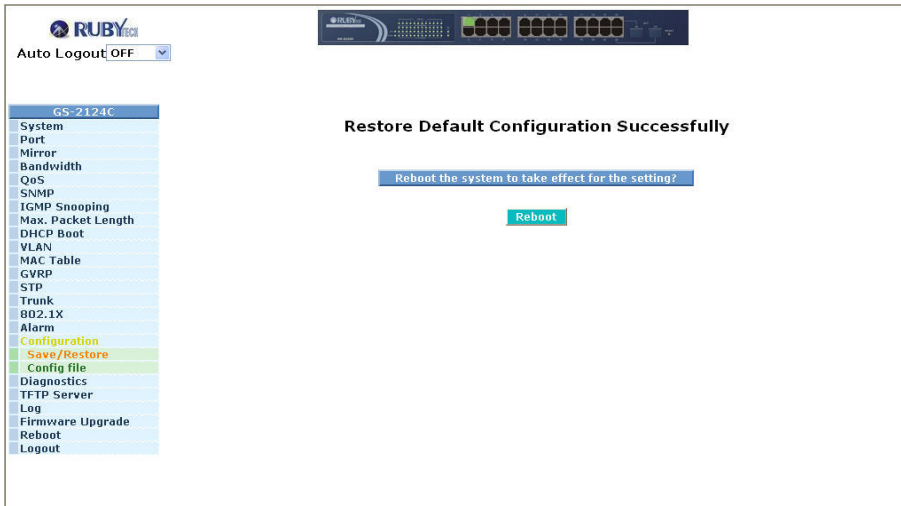 RUBYTECH
Auto Logout OFF
GS-2124C
System
Port
Mirror
Bandwidth
QoS
SNMP
IGMP Snooping
Max. Packet Length
DHCP Boot
VLAN
MAC Table
GVRP
STP
Trunk
802.1X
Alarm
Configuration
Save/Restore
Config file
Diagnostics
TFTP Server
Log
Firmware Upgrade
Reboot
Logout
RUBY
Restore Default Configuration Successfully
Reboot the system to take effect for the setting?
Reboot